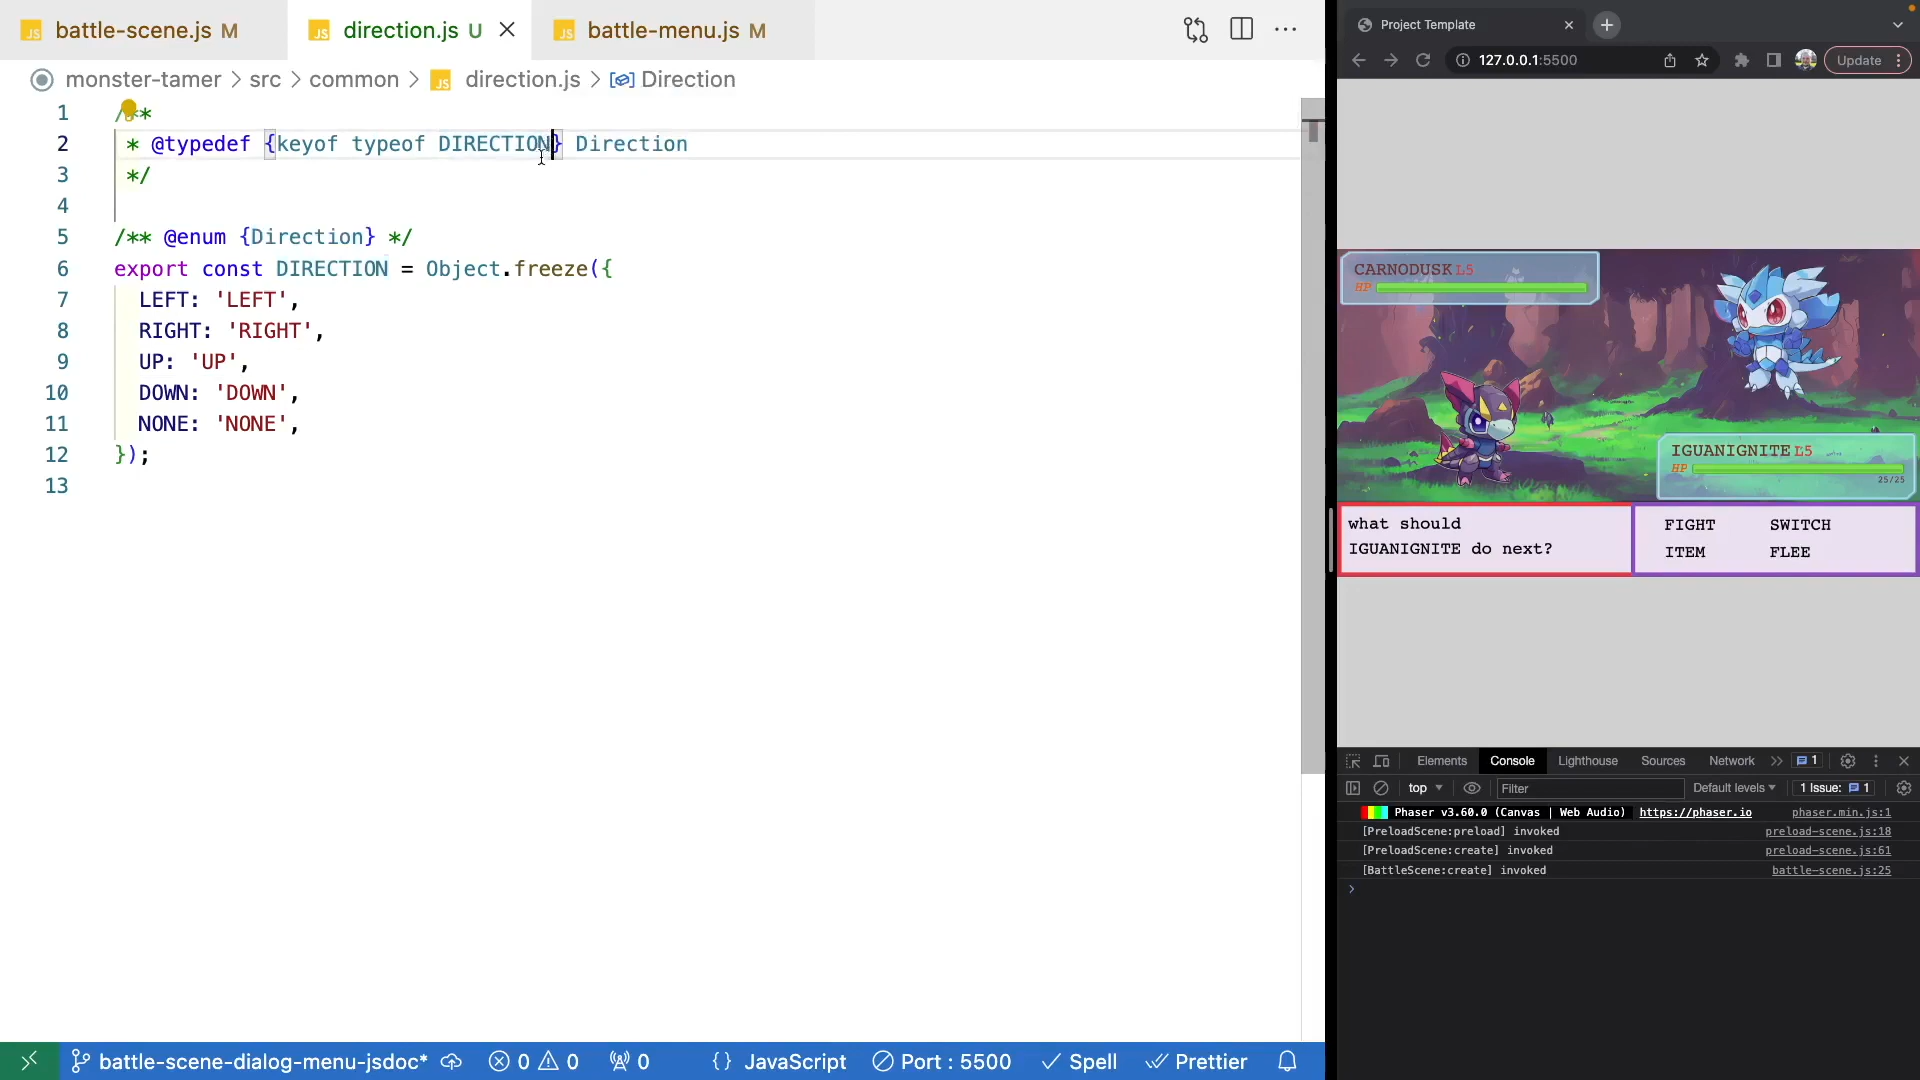 battle-scene.js M
direction.js U
battle-menu.js M
monster-tamer > src > common > JS direction.js > Direction
1 /**
2 * @typedef {keyof typeof DIRECTION} Direction
3 */
4
5 /** @enum {Direction} */
6 export const DIRECTION = Object.freeze({
7 LEFT: 'LEFT',
8 RIGHT: 'RIGHT',
9 UP: 'UP',
10 DOWN: 'DOWN',
11 NONE: 'NONE',
12 });
13
battle-scene-dialog-menu-jsdoc* 0 0 0 {} JavaScript Port : 5500 Spell Prettier
Project Template
127.0.0.1:5500
Update
CARNODUSK L5
HP
IGUANIGNITE L5
HP
25/25
what should
IGUANIGNITE do next?
FIGHT SWITCH
ITEM FLEE
Elements Console Lighthouse Sources Network 1
top Filter Default levels 1 Issue: 1
Phaser v3.60.0 (Canvas | Web Audio) https://phaser.io phaser.min.js:1
[PreloadScene:preload] invoked preload-scene.js:18
[PreloadScene:create] invoked preload-scene.js:61
[BattleScene:create] invoked battle-scene.js:25